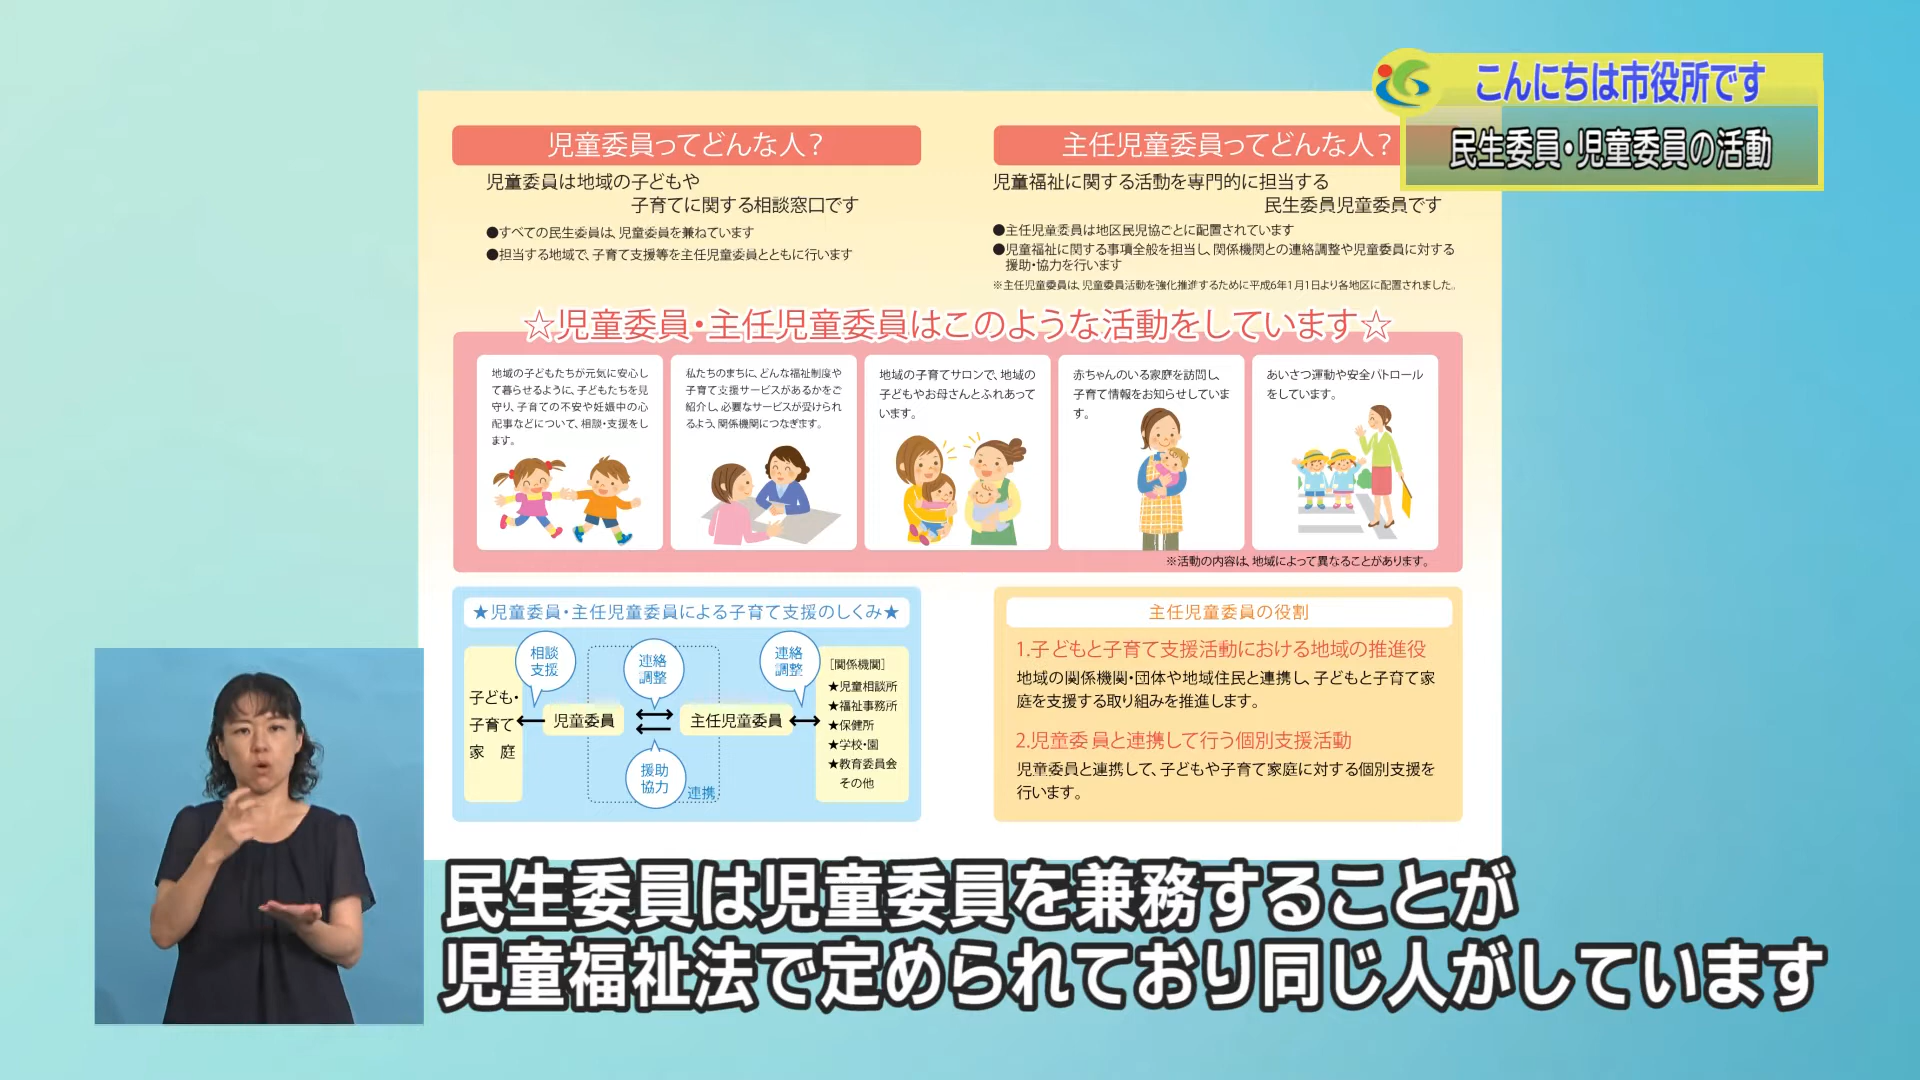 こんにちは市役所です
民生委員・児童委員の活動
児童委員ってどんな人?
児童委員は地域の子どもや
子育てに関する相談窓口です
●すべての民生委員は、児童委員を兼ねています
●担当する地域で、子育て支援等を主任児童委員とともに行います
主任児童委員ってどんな人?
児童福祉に関する活動を専門的に担当する
民生委員児童委員です
●主任児童委員は地区民児協ごとに配置されています
●児童福祉に関する事項全般を担当し、関係機関との連絡調整や児童委員に対する
援助・協力を行います
※主任児童委員は、児童委員活動を強化推進するために平成6年1月1日より各地区に配置されました。
☆児童委員・主任児童委員はこのような活動をしています☆
地域の子どもたちが元気に安心し
て暮らせるように、子どもたちを見
守り、子育ての不安や妊娠中の心
配事などについて、相談・支援をし
ます。
私たちのまちに、どんな福祉制度や
子育て支援サービスがあるかをご
紹介し、必要なサービスが受けられ
るよう、関係機関につなぎます。
地域の子育てサロンで、地域の
子どもやお母さんとふれあって
います。
赤ちゃんのいる家庭を訪問し、
子育て情報をお知らせしていま
す。
あいさつ運動や安全パトロール
をしています。
※活動の内容は、地域によって異なることがあります。
★児童委員・主任児童委員による子育て支援のしくみ★
相談
支援
連絡
調整
連絡
調整
子ども・
子育て
家 庭
児童委員
主任児童委員
援助
協力
連携
[関係機関]
★児童相談所
★福祉事務所
★保健所
★学校・園
★教育委員会
その他
主任児童委員の役割
1.子どもと子育て支援活動における地域の推進役
地域の関係機関・団体や地域住民と連携し、子どもと子育て家
庭を支援する取り組みを推進します。
2.児童委員と連携して行う個別支援活動
児童委員と連携して、子どもや子育て家庭に対する個別支援を
行います。
民生委員は児童委員を兼務することが
児童福祉法で定められており同じ人がしています